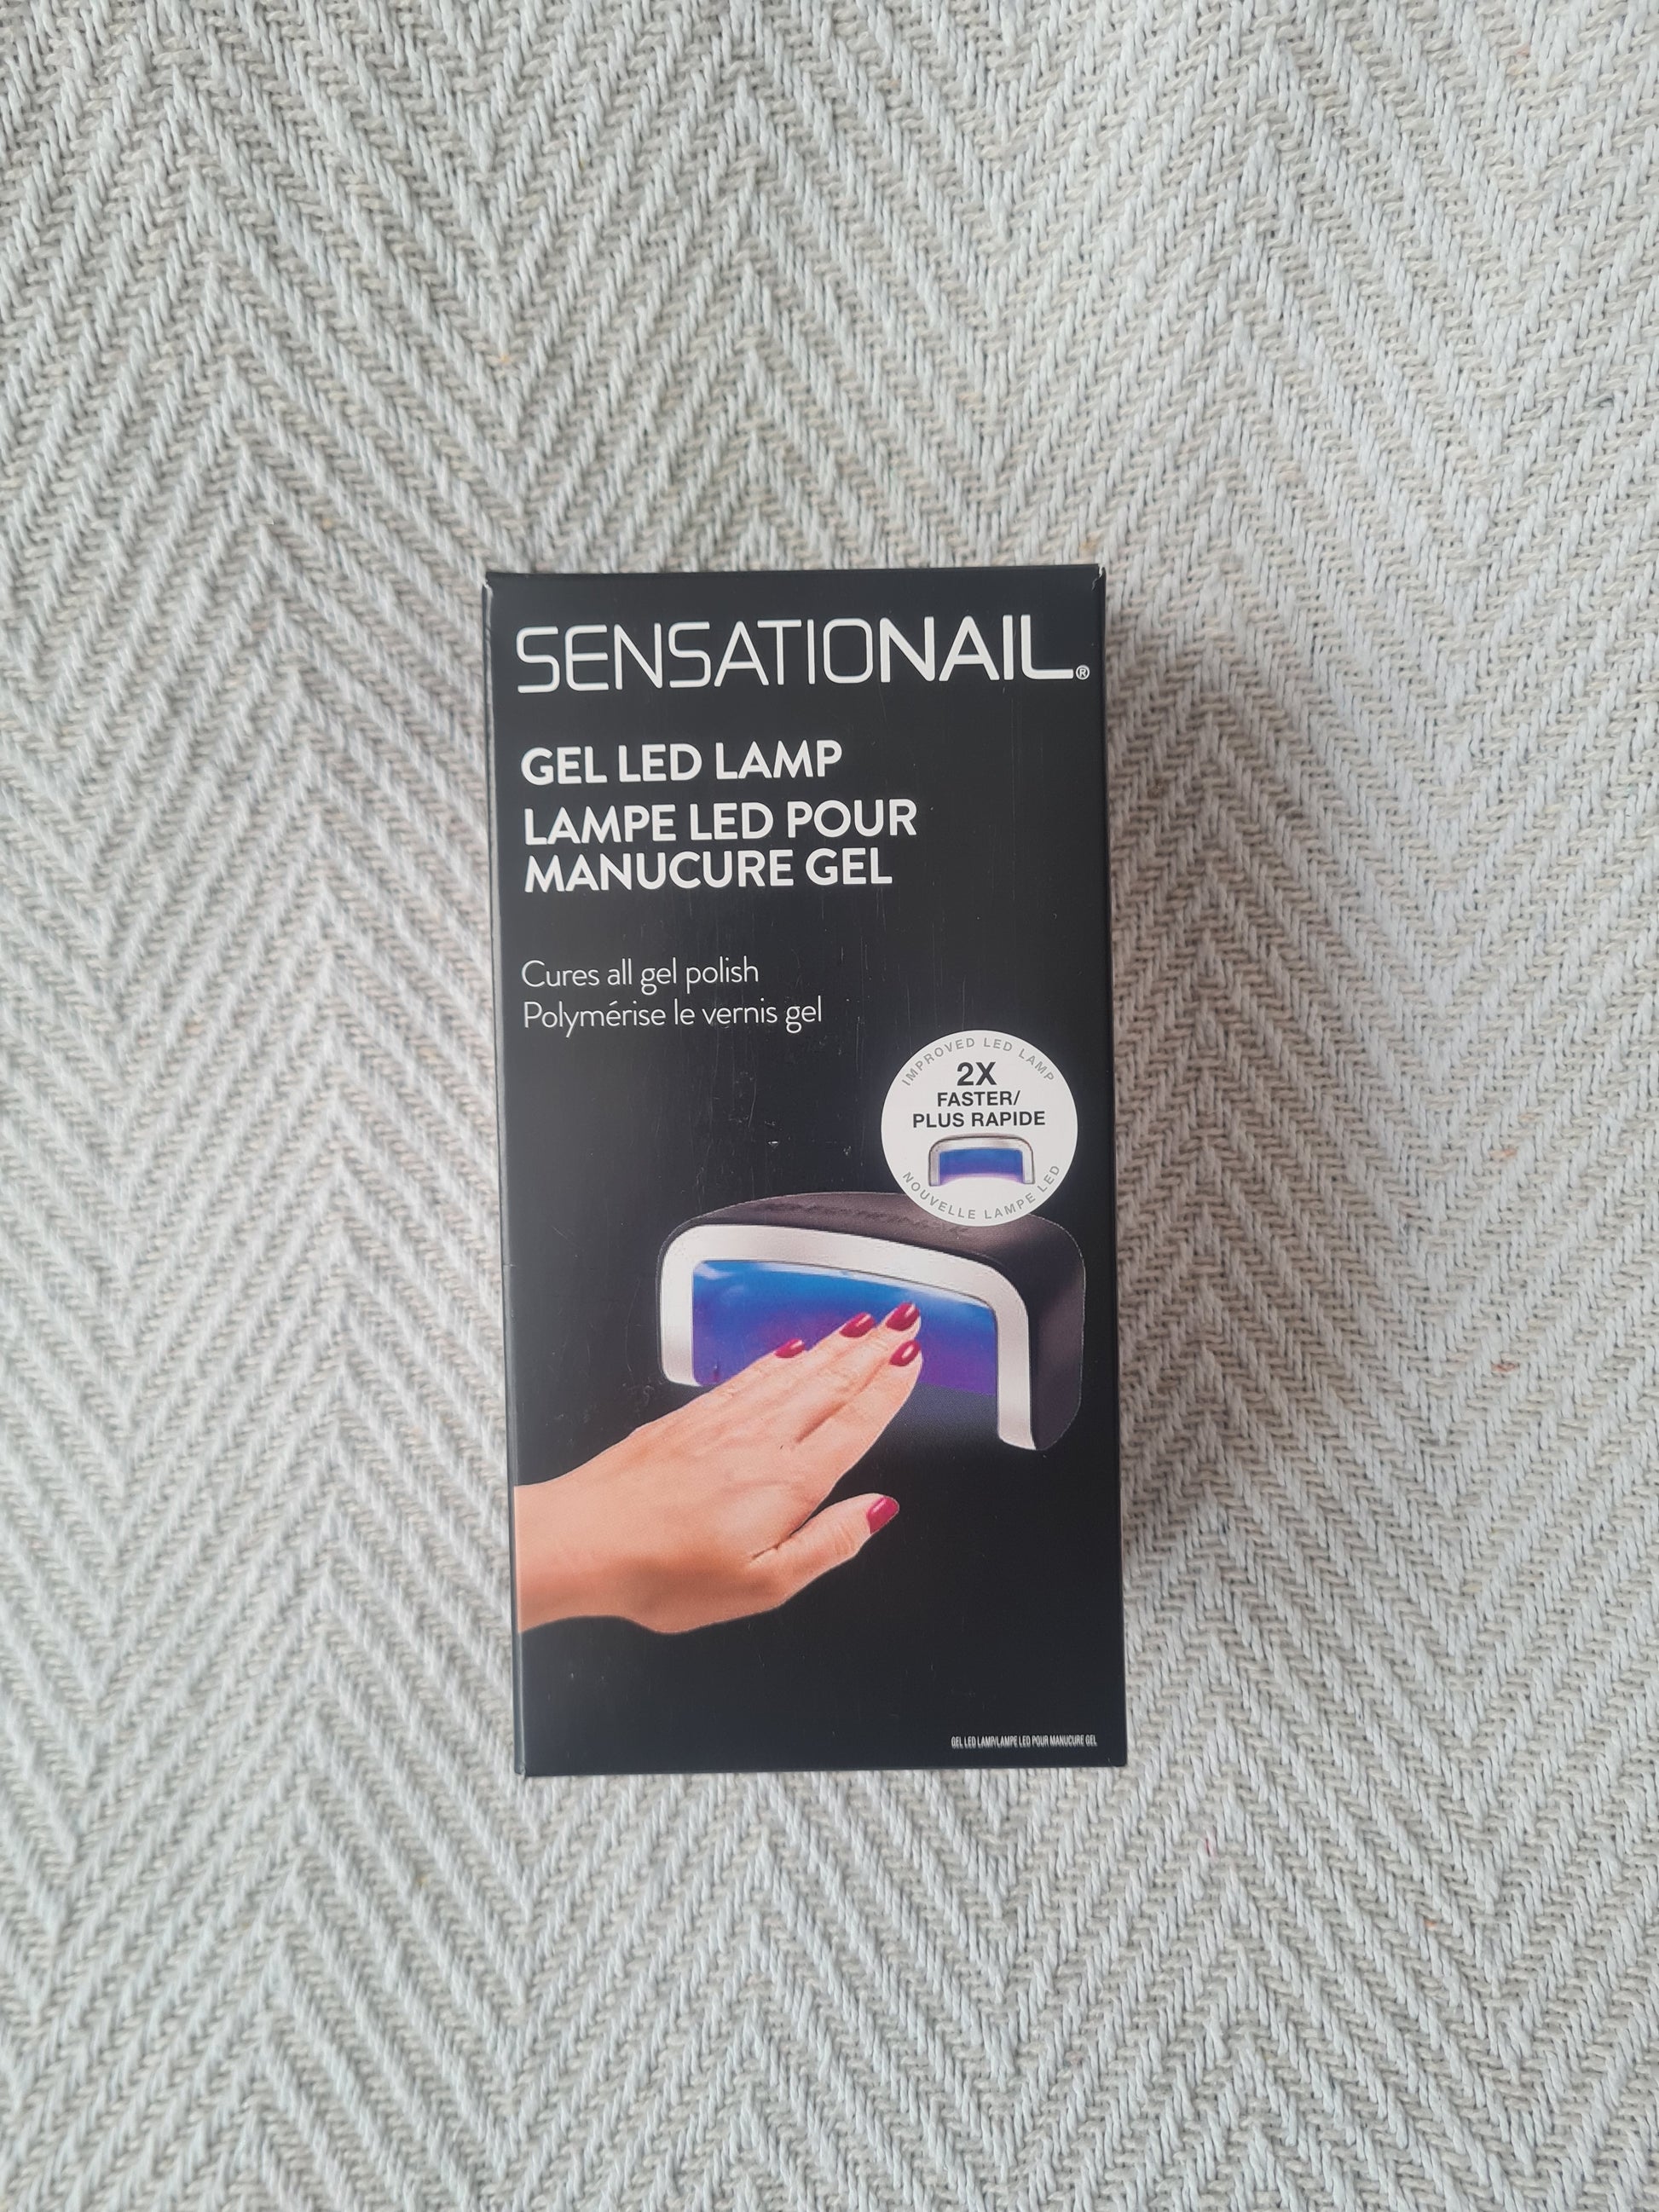 SENSATIONAIL®
GEL LED LAMP
LAMPE LED POUR
MANUCURE GEL
Cures all gel polish
Polymérise le vernis gel
IMPROVED LED LAMP
2X
FASTER/
PLUS RAPIDE
NOUVELLE LAMPE LED
GEL LED LAMP/LAMPE LED POUR MANUCURE GEL